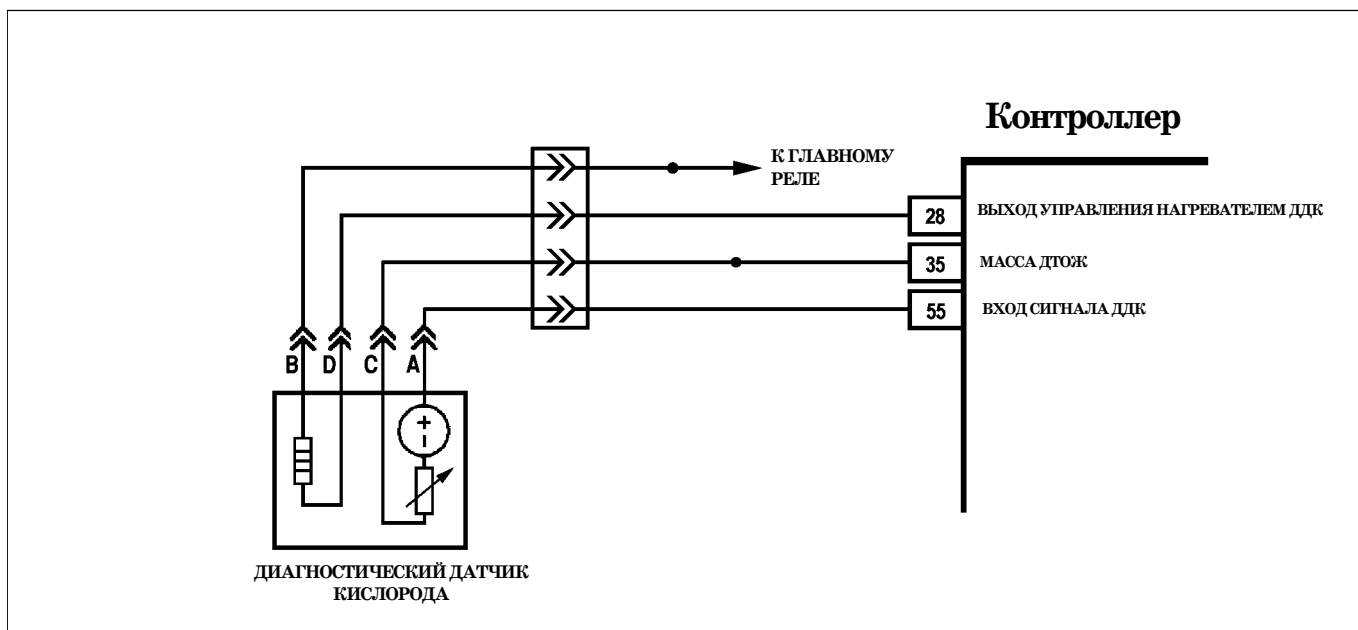 Контроллер
К ГЛАВНОМУ
РЕЛЕ
28 ВЫХОД УПРАВЛЕНИЯ НАГРЕВАТЕЛЕМ ДДК
35 МАССА ДТОЖ
55 ВХОД СИГНАЛА ДДК
B D C A
+
−
ДИАГНОСТИЧЕСКИЙ ДАТЧИК
КИСЛОРОДА